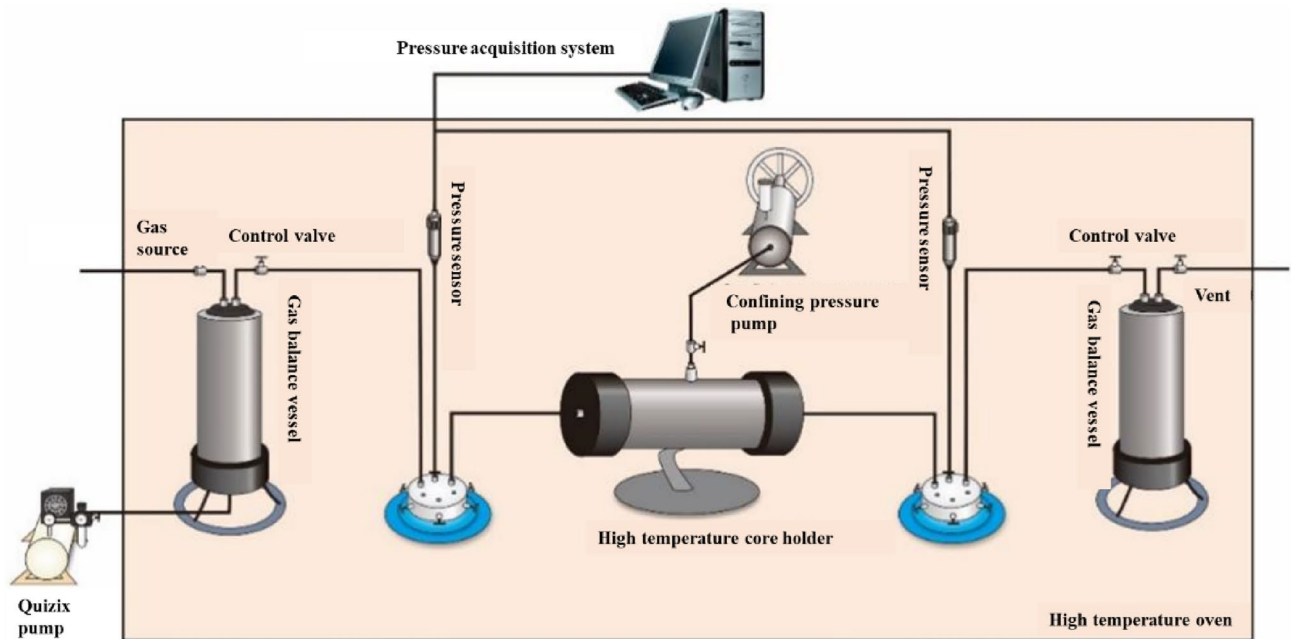 Pressure acquisition system
Pressure sensor
Pressure sensor
Gas
source
Control valve
Control valve
Confining pressure
pump
Vent
Gas balance vessel
Gas balance vessel
High temperature core holder
Quizix
pump
High temperature oven